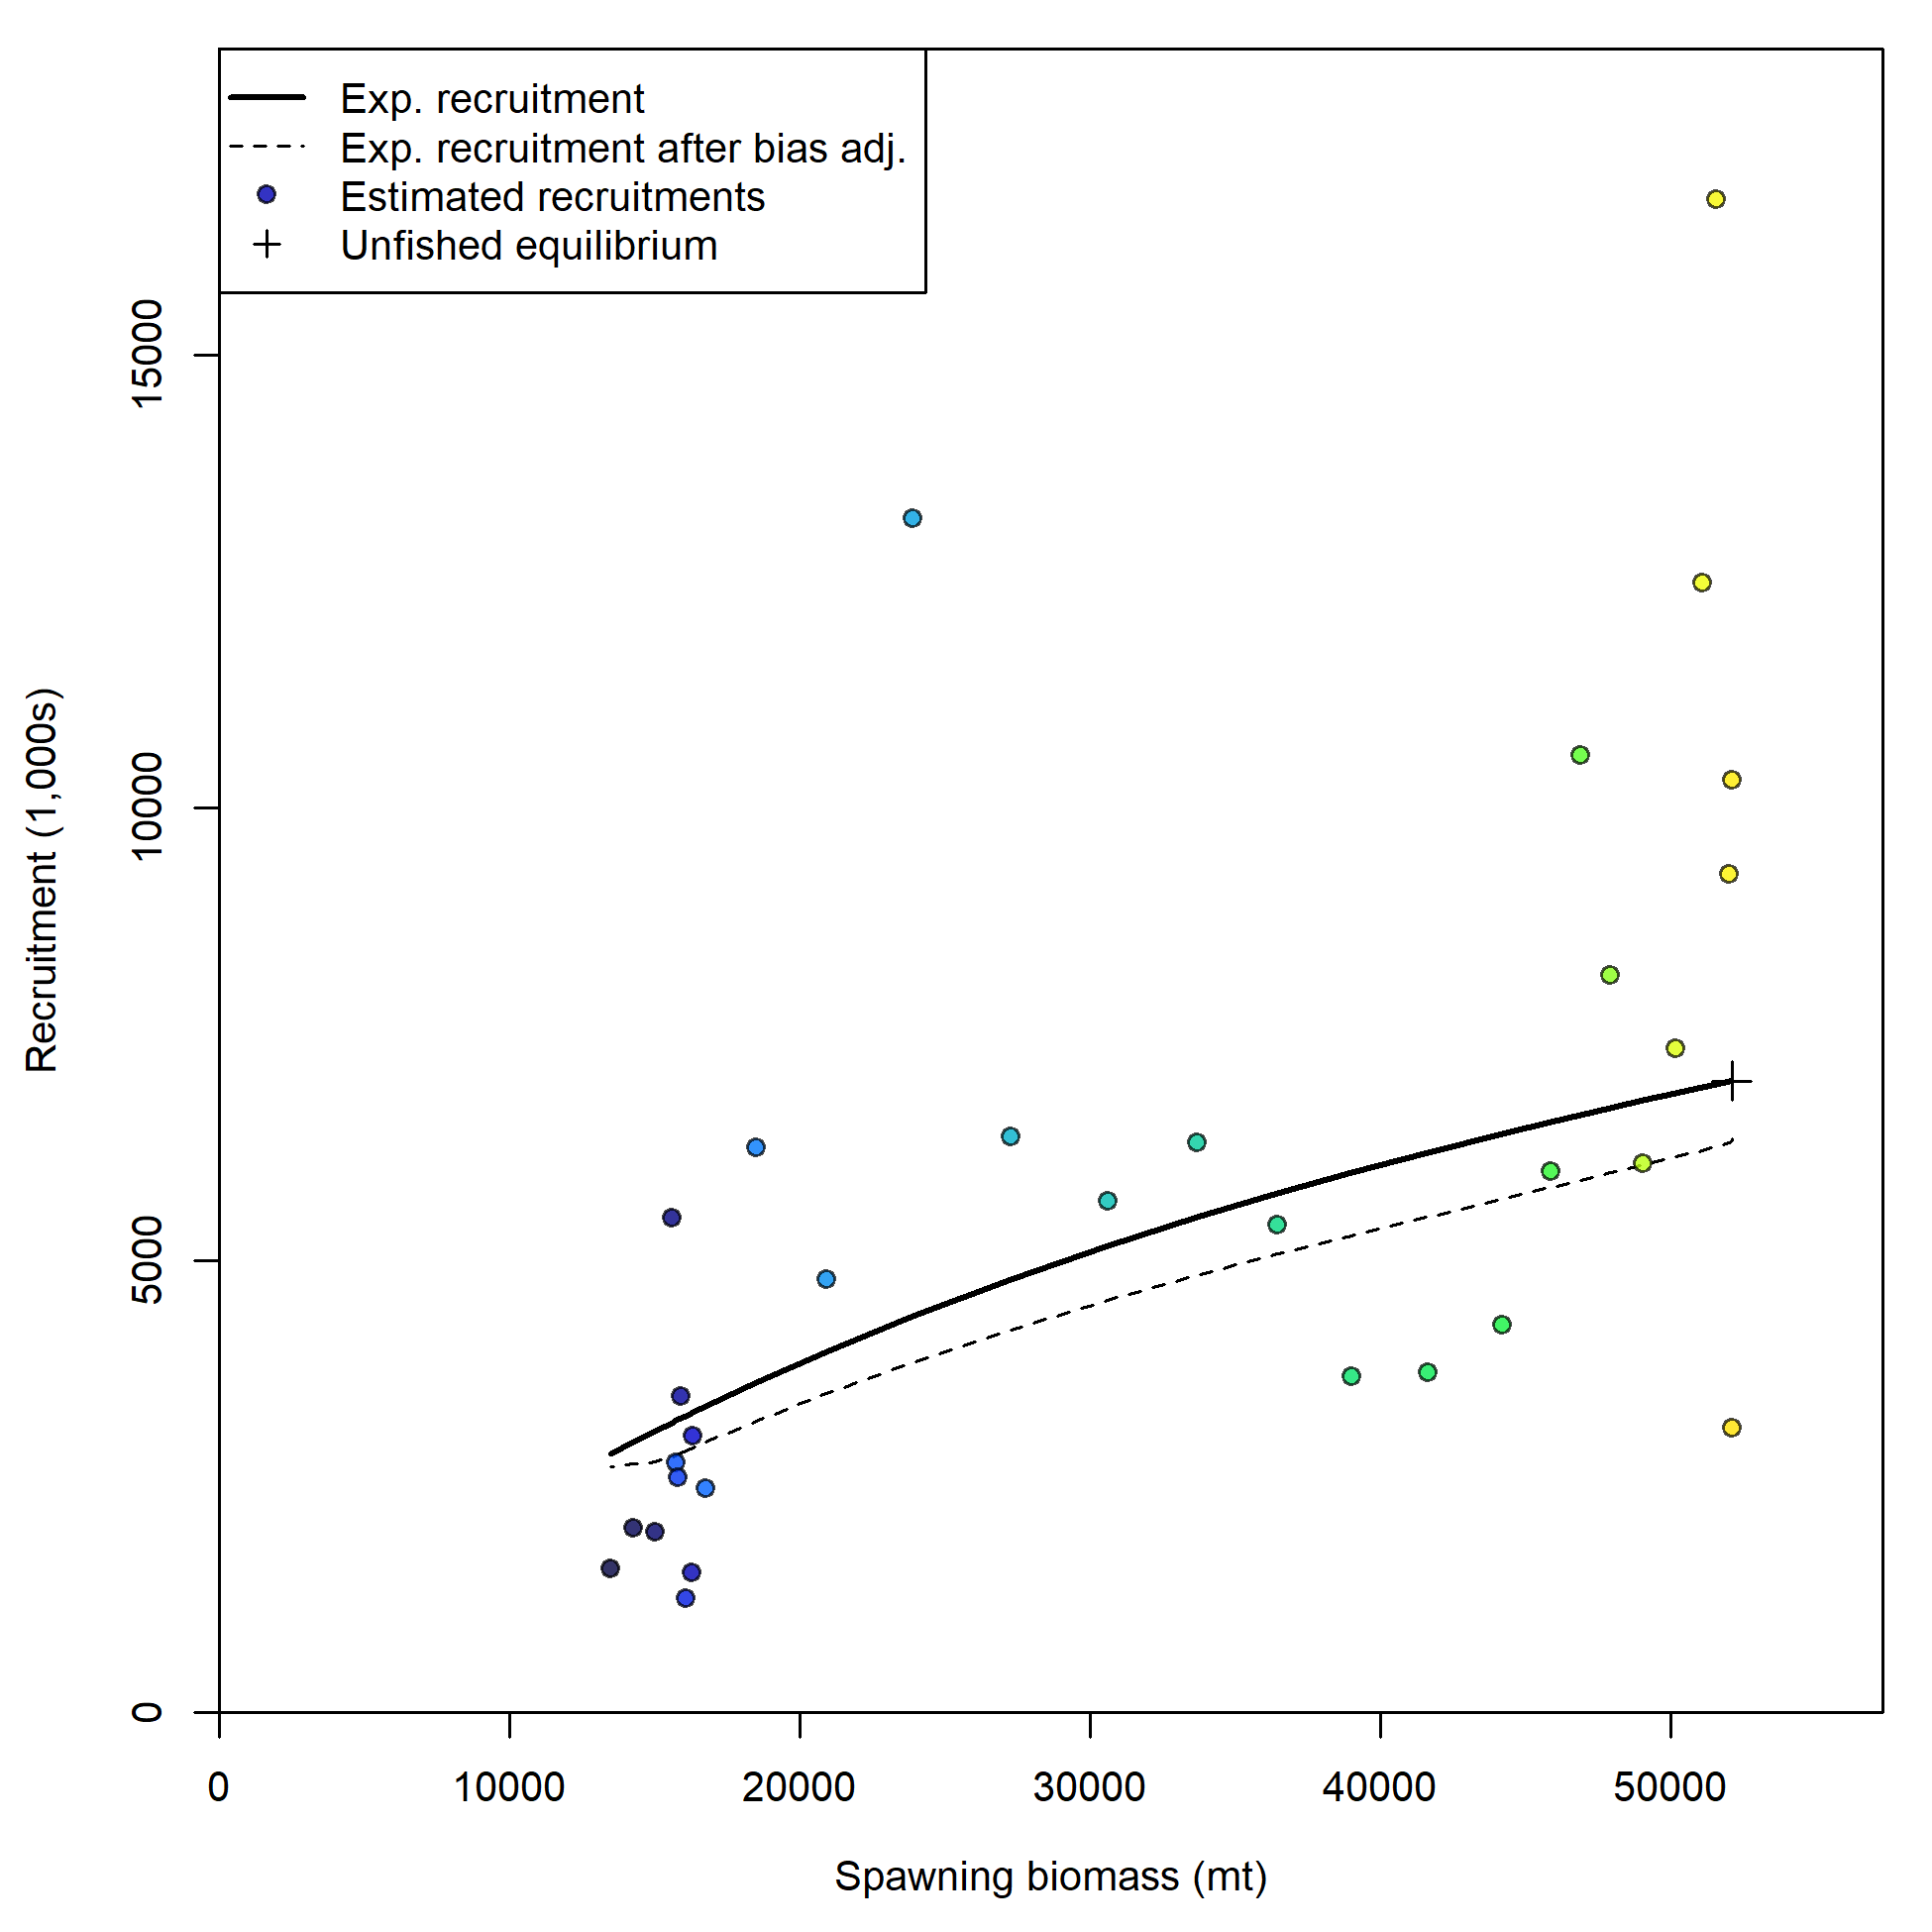 Exp. recruitment
Exp. recruitment after bias adj.
Estimated recruitments
Unfished equilibrium
15000
10000
5000
0
Recruitment (1,000s)
0 10000 20000 30000 40000 50000
Spawning biomass (mt)